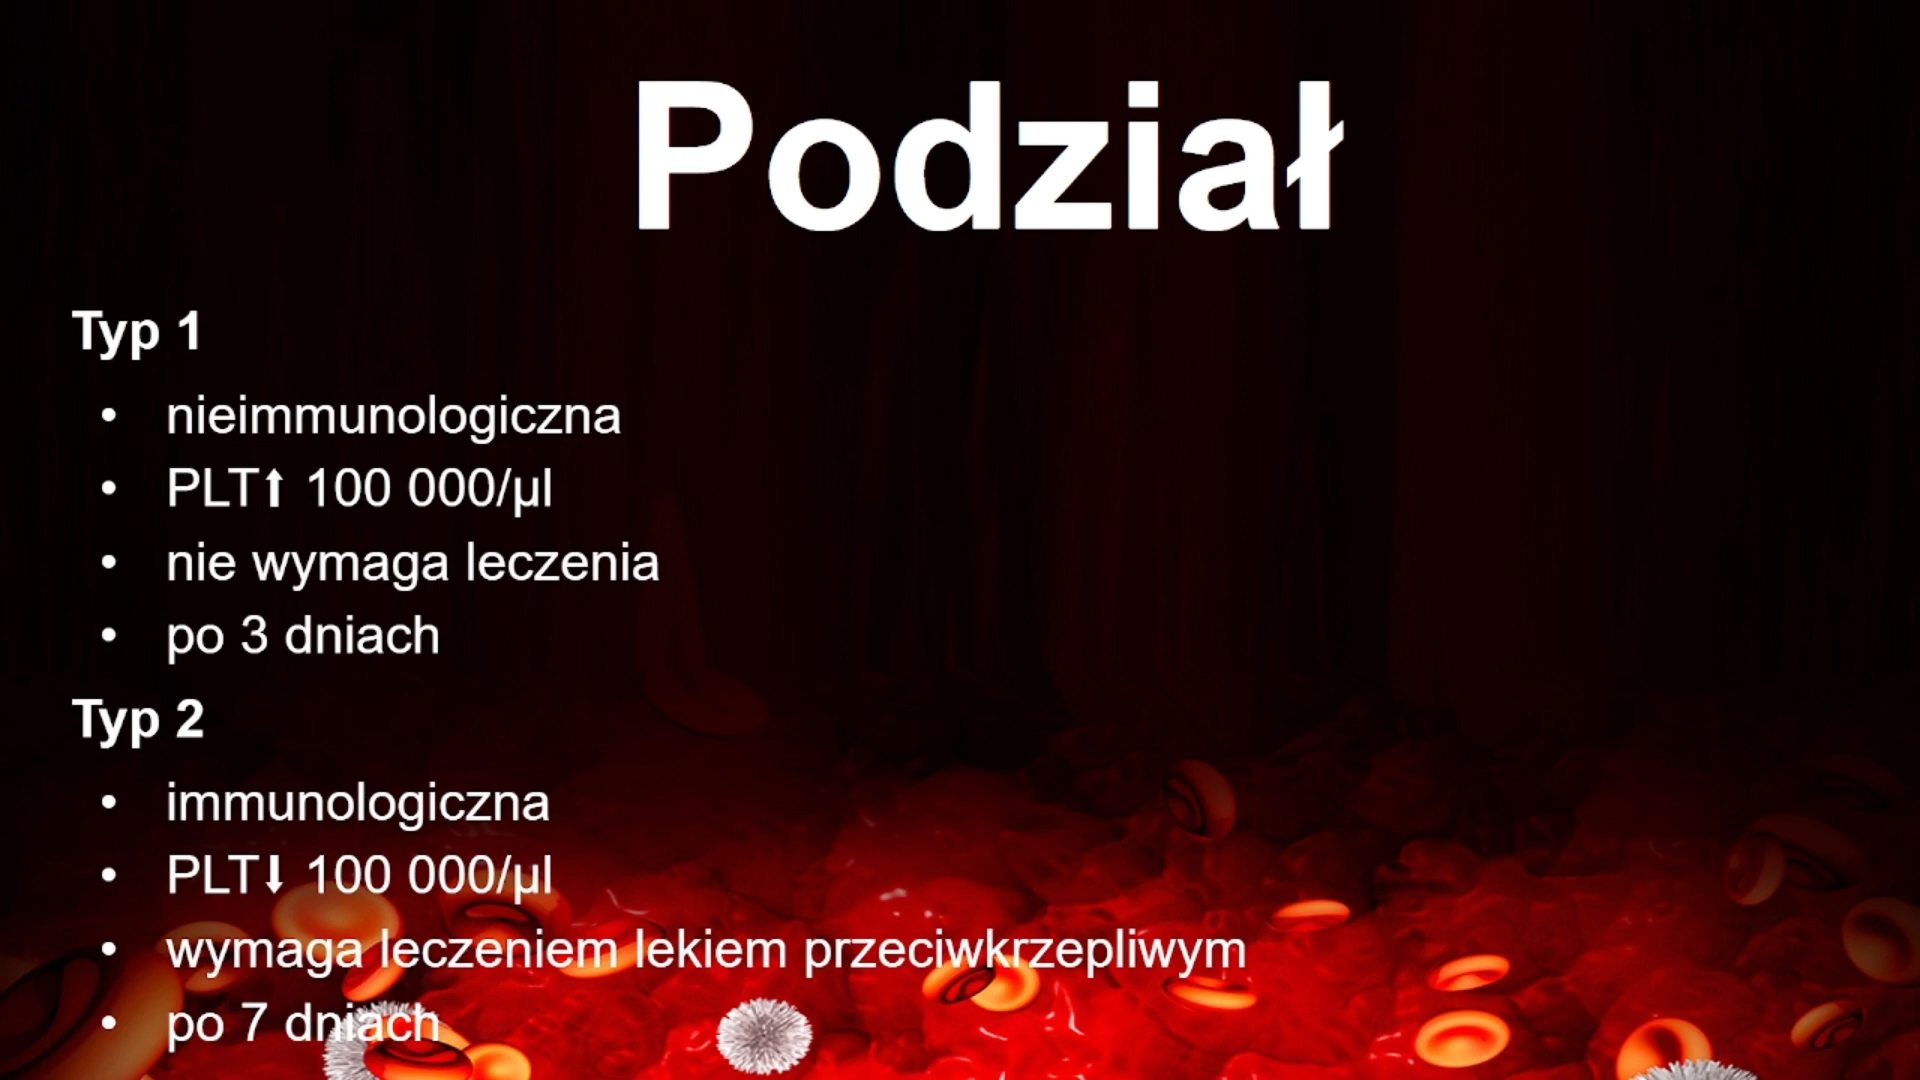 Podział
Typ 1
• nieimmunologiczna
• PLT⬆ 100 000/µl
• nie wymaga leczenia
• po 3 dniach
Typ 2
• immunologiczna
• PLT⬇ 100 000/µl
• wymaga leczeniem lekiem przeciwkrzepliwym
• po 7 dniach